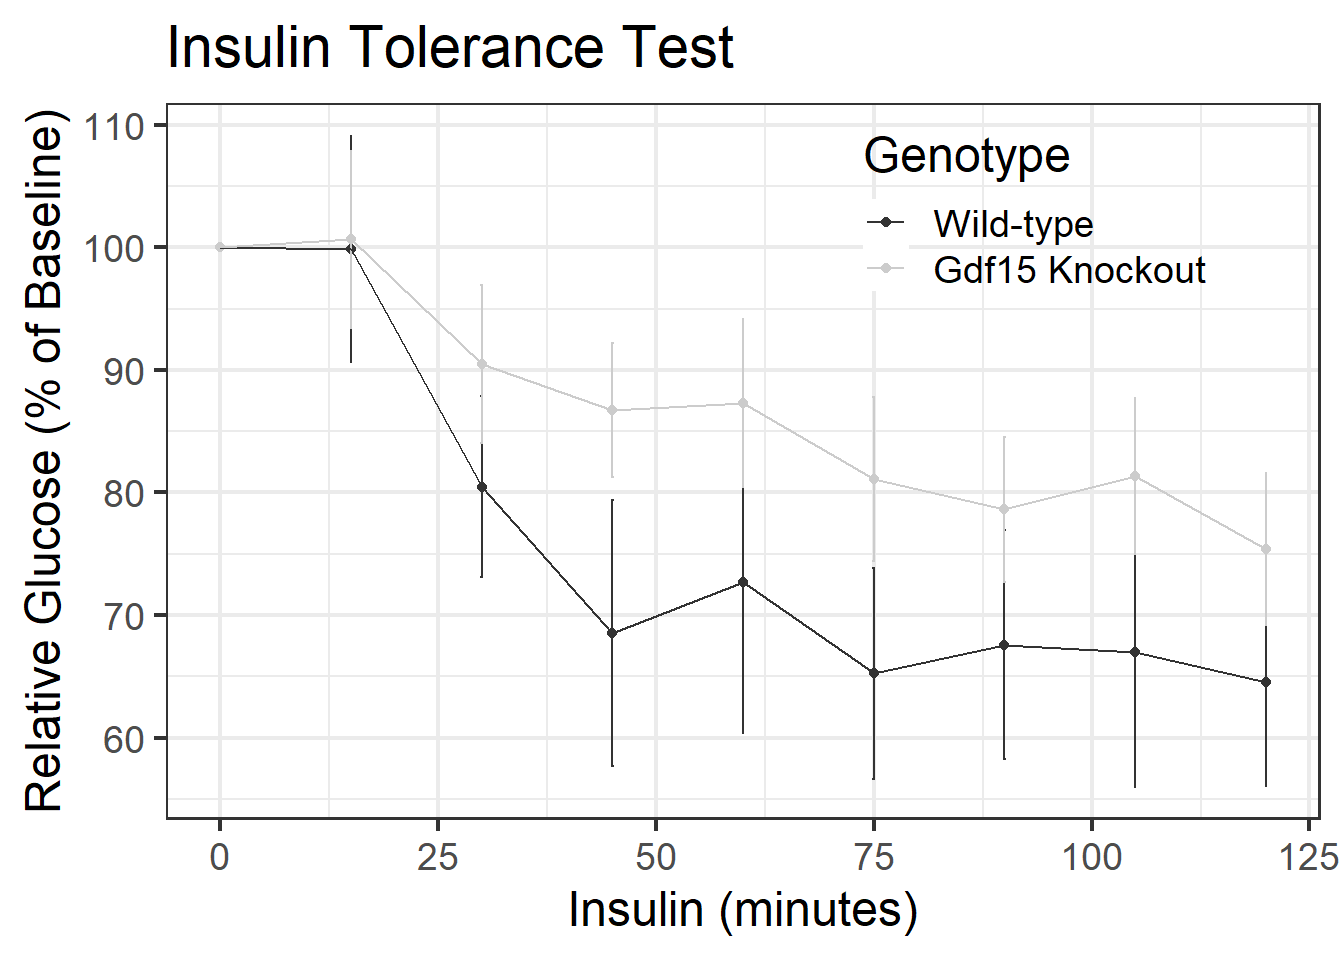 Insulin Tolerance Test
Relative Glucose (% of Baseline)
110
100
90
80
70
60
Genotype
Wild-type
Gdf15 Knockout
0 25 50 75 100 125
Insulin (minutes)